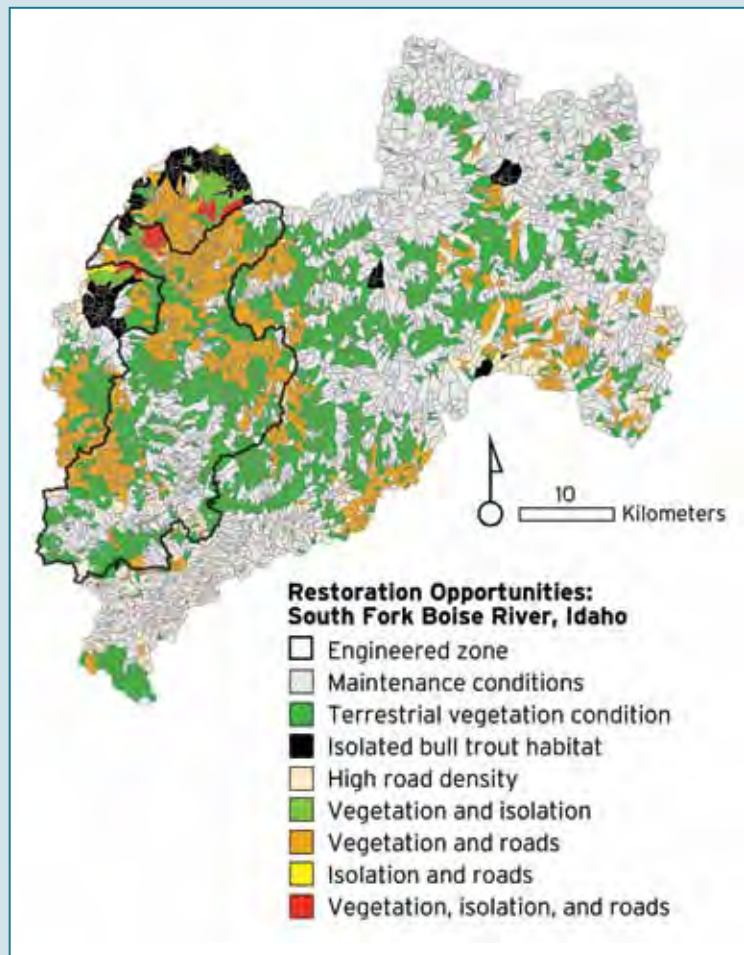 10
Kilometers
Restoration Opportunities:
South Fork Boise River, Idaho
Engineered zone
Maintenance conditions
Terrestrial vegetation condition
Isolated bull trout habitat
High road density
Vegetation and isolation
Vegetation and roads
Isolation and roads
Vegetation, isolation, and roads